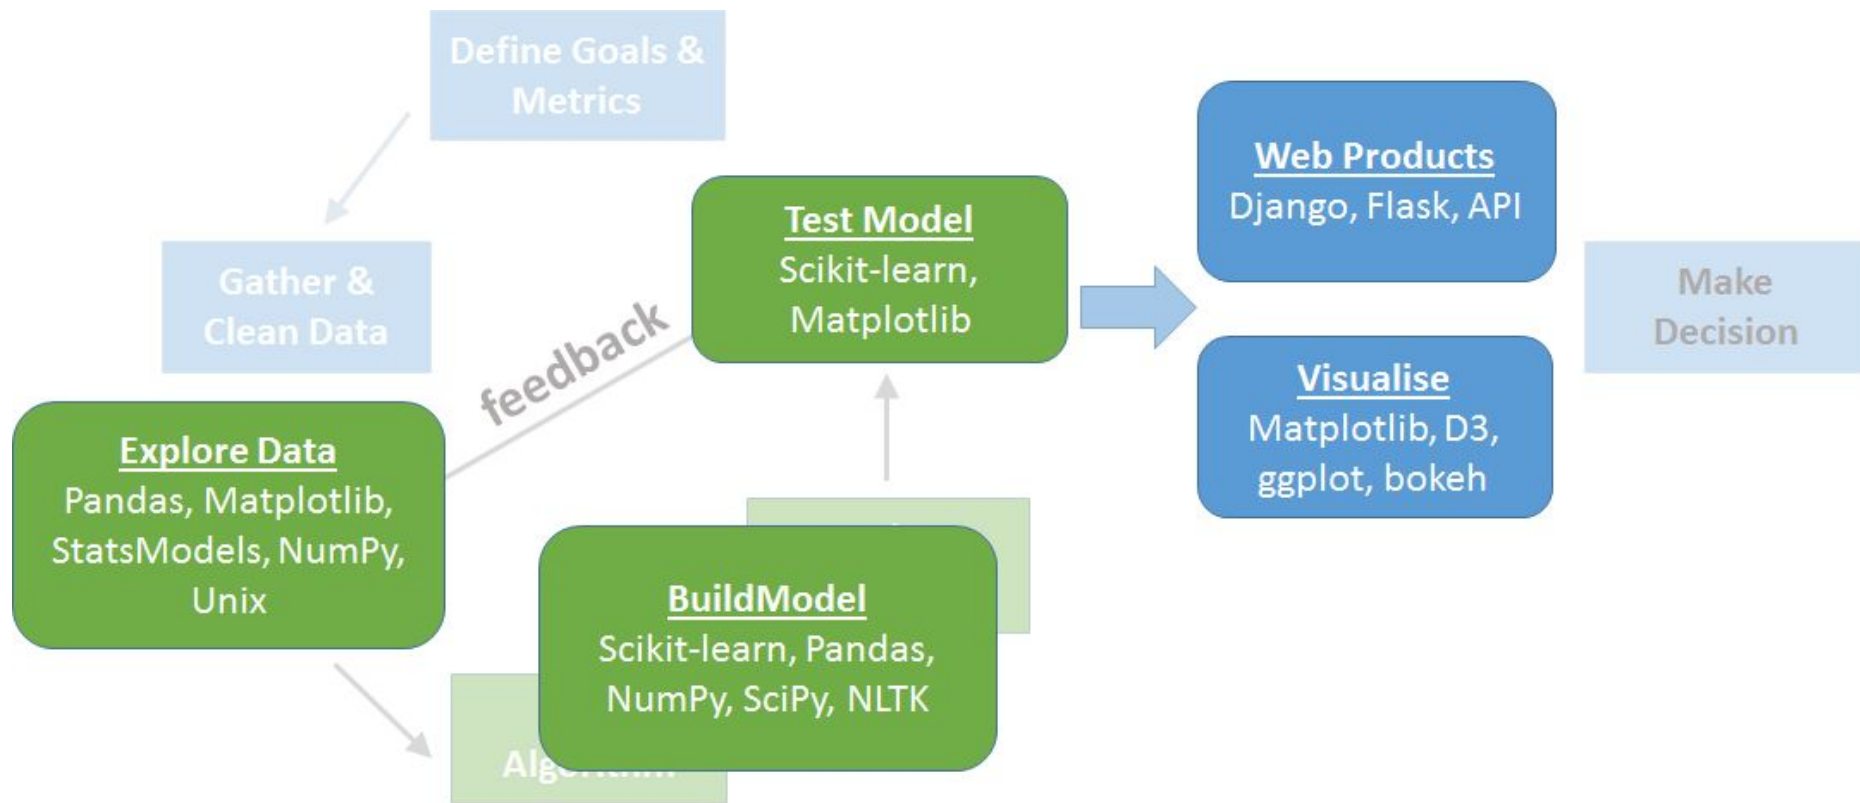 Define Goals &
Metrics
Gather &
Clean Data
Explore Data
Pandas, Matplotlib,
StatsModels, NumPy,
Unix
feedback
Test Model
Scikit-learn,
Matplotlib
BuildModel
Scikit-learn, Pandas,
NumPy, SciPy, NLTK
Algorithm
Web Products
Django, Flask, API
Visualise
Matplotlib, D3,
ggplot, bokeh
Make
Decision